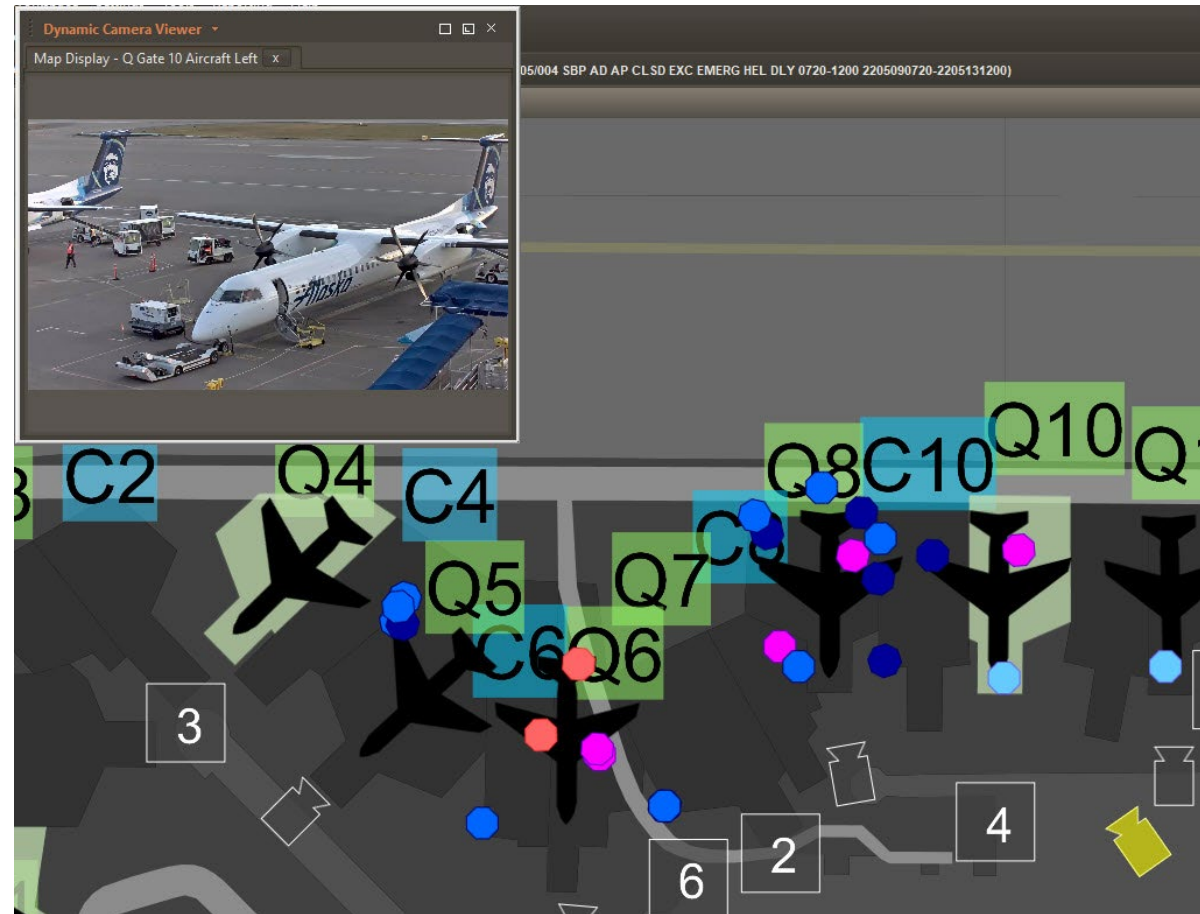 Dynamic Camera Viewer
Map Display - Q Gate 10 Aircraft Left x
05/004 SBP AD AP CLSD EXC EMERG HEL DLY 0720-1200 2205090720-2205131200)
Alaska
Q10
Q4
Q8
C10
C2
C4
Q5
Q7
C6
Q6
3
4
2
6